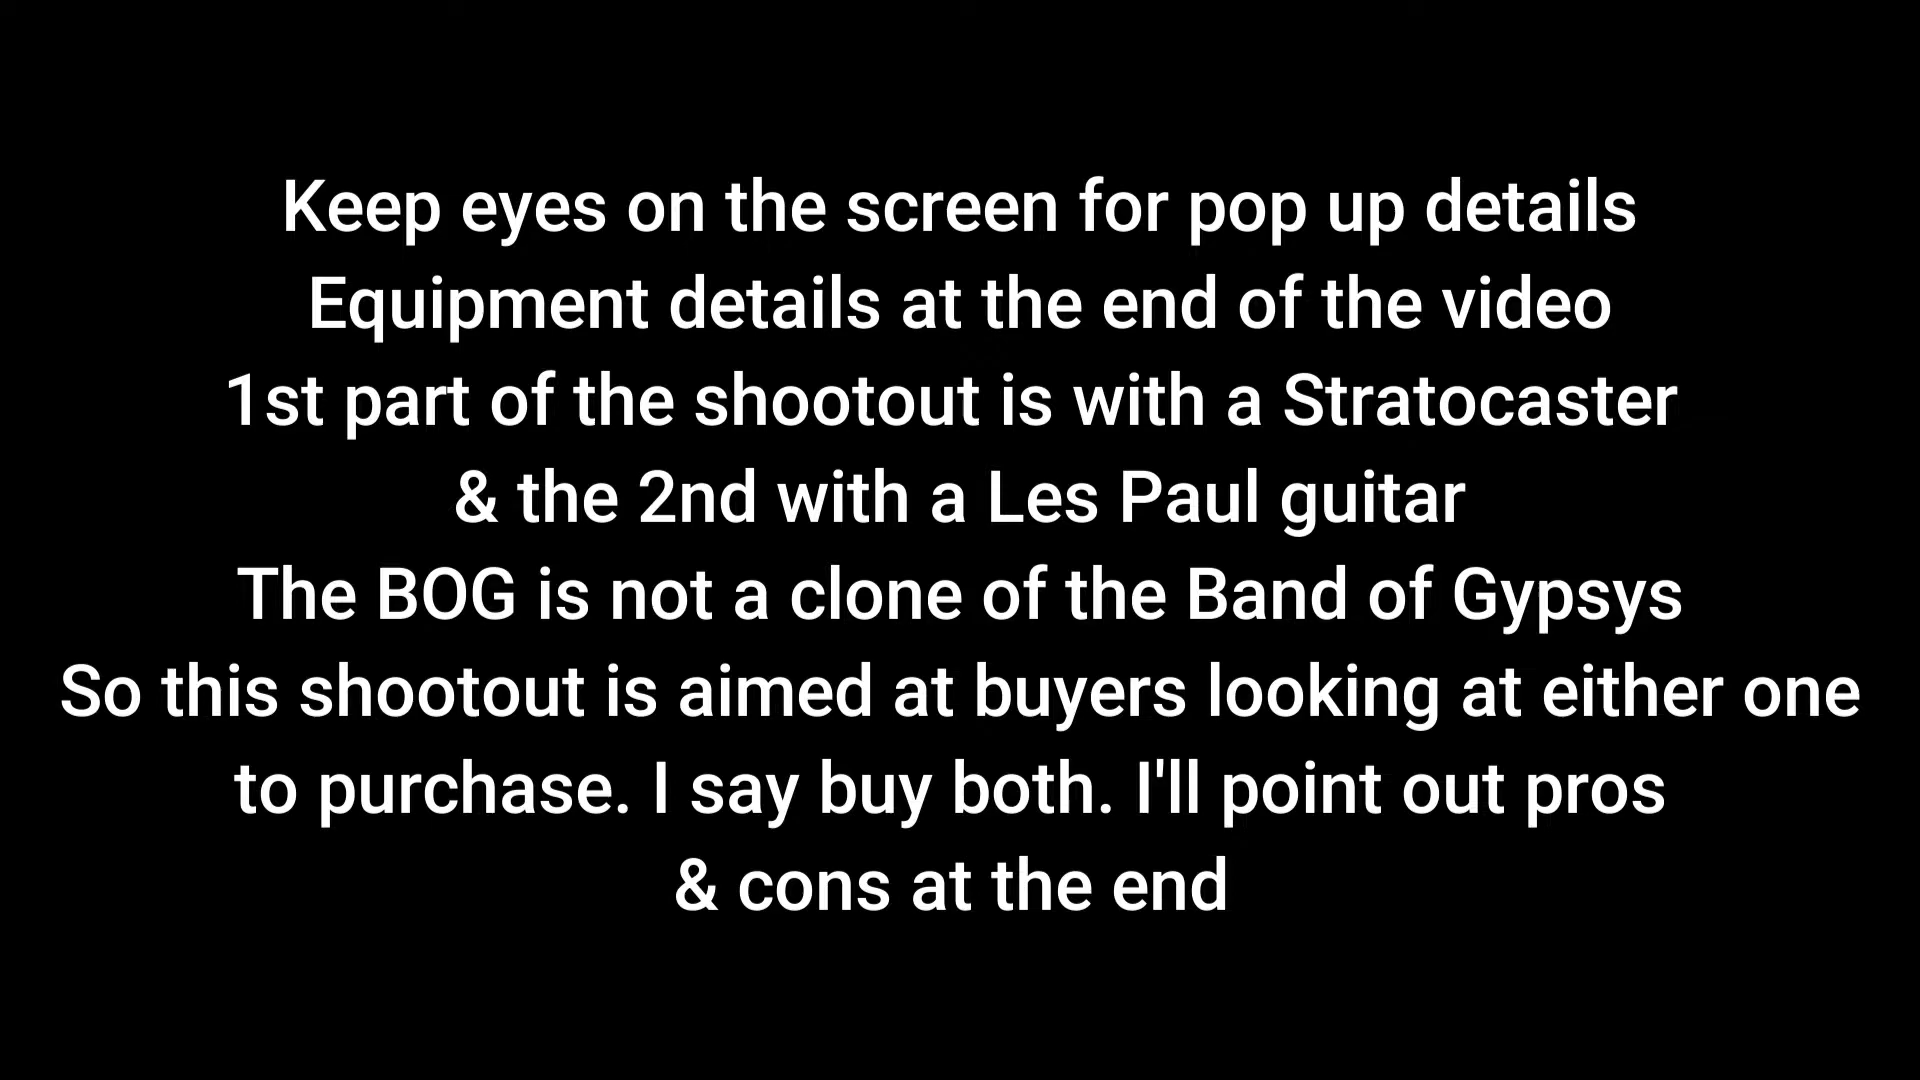 Keep eyes on the screen for pop up details
Equipment details at the end of the video
1st part of the shootout is with a Stratocaster
& the 2nd with a Les Paul guitar
The BOG is not a clone of the Band of Gypsys
So this shootout is aimed at buyers looking at either one
to purchase. I say buy both. I'll point out pros
& cons at the end